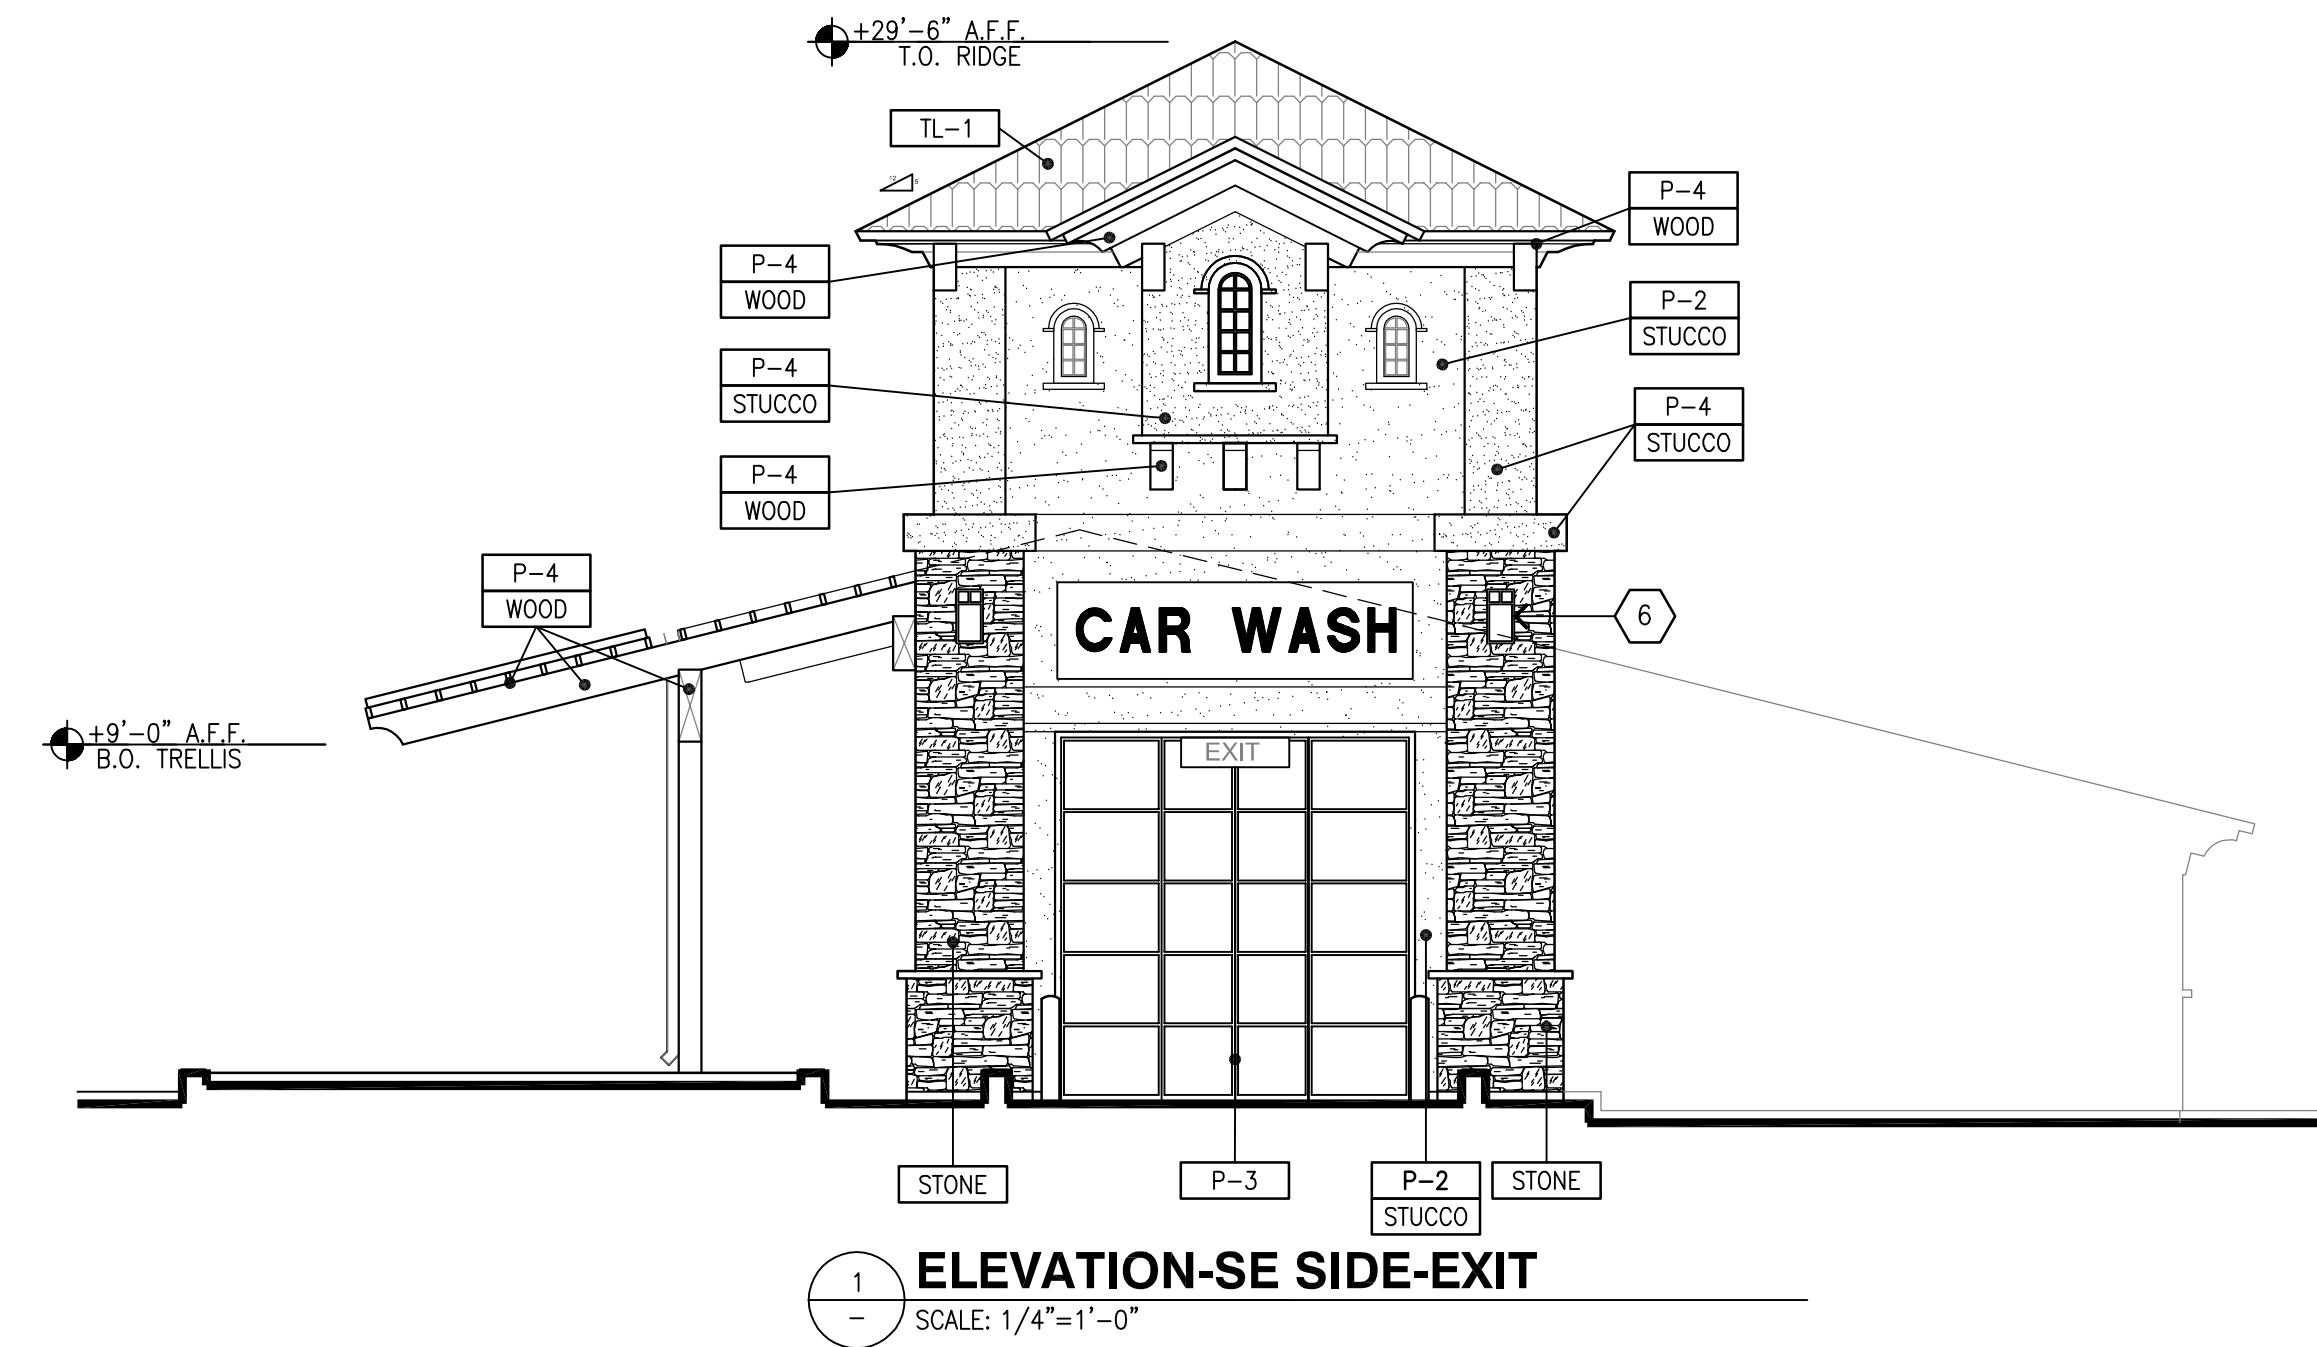 +29'-6" A.F.F.
T.O. RIDGE
TL-1
12
P-4
WOOD
P-4
WOOD
P-2
STUCCO
P-4
STUCCO
P-4
STUCCO
P-4
WOOD
P-4
WOOD
6
CAR WASH
+9'-0" A.F.F.
B.O. TRELLIS
EXIT
STONE
P-3
P-2
STUCCO
STONE
1
-
ELEVATION-SE SIDE-EXIT
SCALE: 1/4"=1'-0"